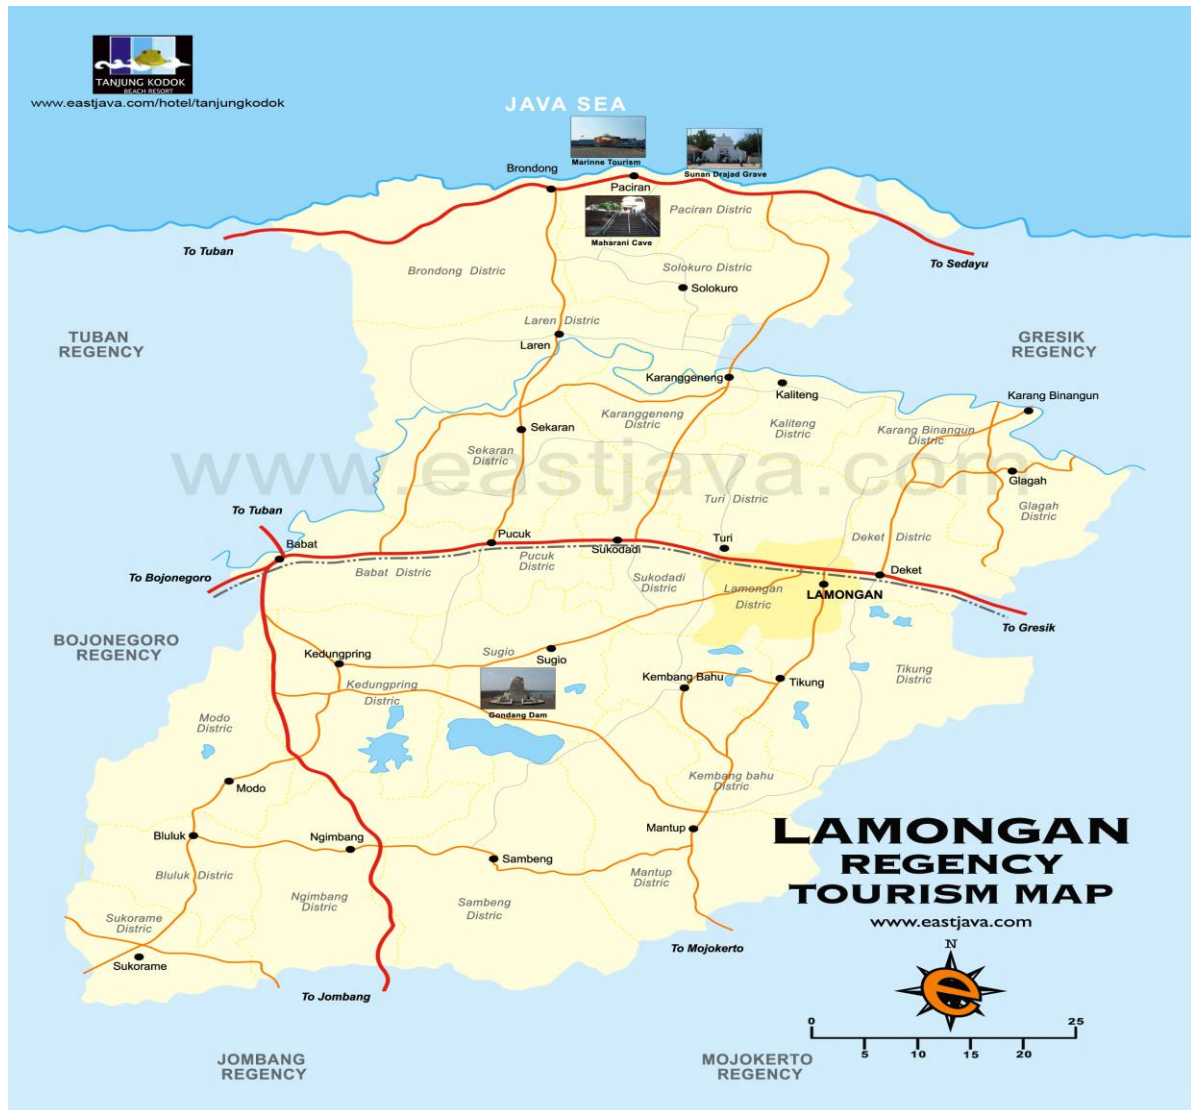 TANJUNG KODOK
BEACH RESORT
www.eastjava.com/hotel/tanjungkodok
JAVA SEA
Marinne Tourism
Sunan Drajad Grave
Brondong
Paciran
Paciran Distric
Maharani Cave
To Tuban
To Sedayu
Brondong Distric
Solokuro Distric
Solokuro
Laren Distric
Laren
TUBAN
REGENCY
GRESIK
REGENCY
Karanggeneng
Kaliteng
Karang Binangun
Karanggeneng
Distric
Kaliteng
Distric
Karang Binangun
Distric
Sekaran
Sekaran
Distric
www.eastjava.com
Glagah
Glagah
Distric
Turi Distric
To Tuban
Babat
Pucuk
Sukodadi
Turi
Deket Distric
To Bojonegoro
Babat Distric
Pucuk
Distric
Sukodadi
Distric
Lamongan
Distric
LAMONGAN
Deket
To Gresik
BOJONEGORO
REGENCY
Kedungpring
Sugio
Sugio
Kedungpring
Distric
Gondang Dam
Kembang Bahu
Tikung
Tikung
Distric
Modo
Distric
Modo
Kembang bahu
Distric
Bluluk
Ngimbang
Sambeng
Mantup
Bluluk Distric
Ngimbang
Distric
Sambeng
Distric
Mantup
Distric
Sukorame
Distric
Sukorame
To Jombang
To Mojokerto
LAMONGAN
REGENCY
TOURISM MAP
www.eastjava.com
N
e
0 25
5 10 15 20
JOMBANG
REGENCY
MOJOKERTO
REGENCY